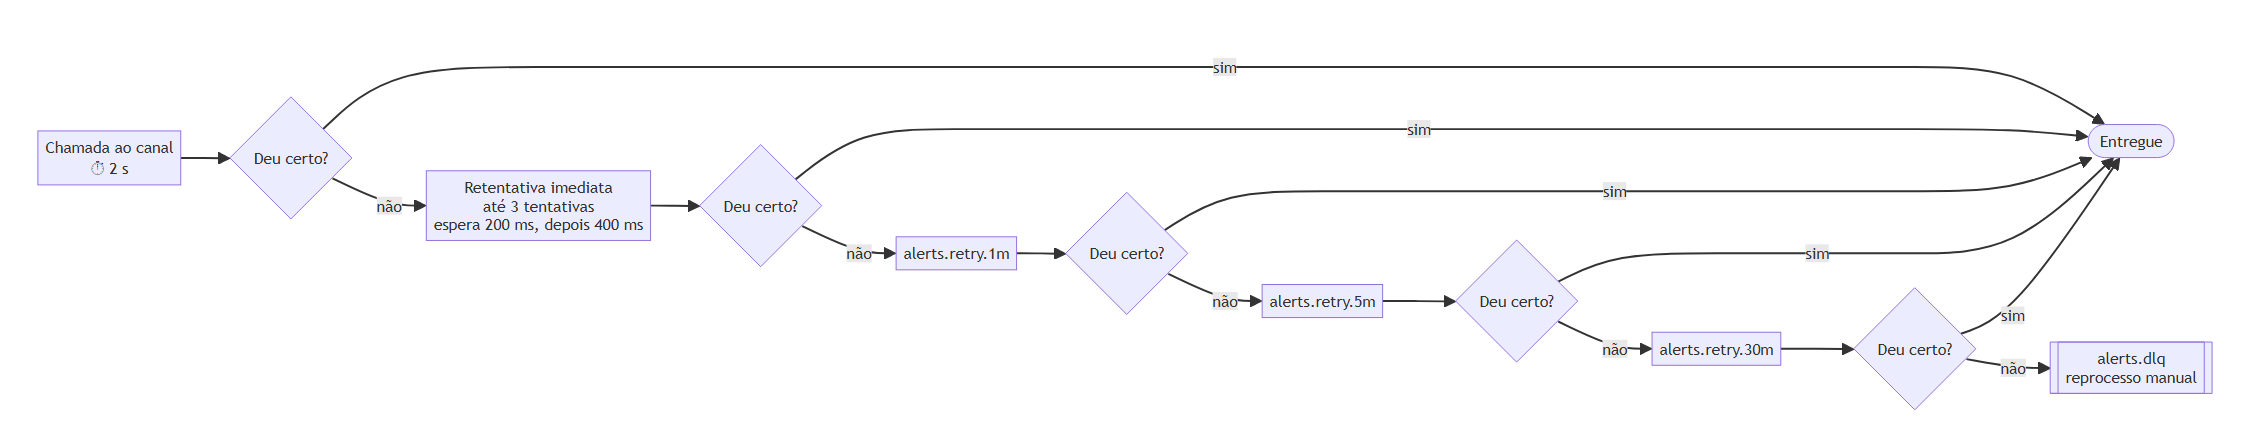 Chamada ao canal
⏱ 2 s
Deu certo?
sim
não
Retentativa imediata
até 3 tentativas
espera 200 ms, depois 400 ms
Deu certo?
sim
não
alerts.retry.1m
Deu certo?
sim
não
alerts.retry.5m
Deu certo?
sim
não
alerts.retry.30m
Deu certo?
sim
não
Entregue
alerts.dlq
reprocesso manual